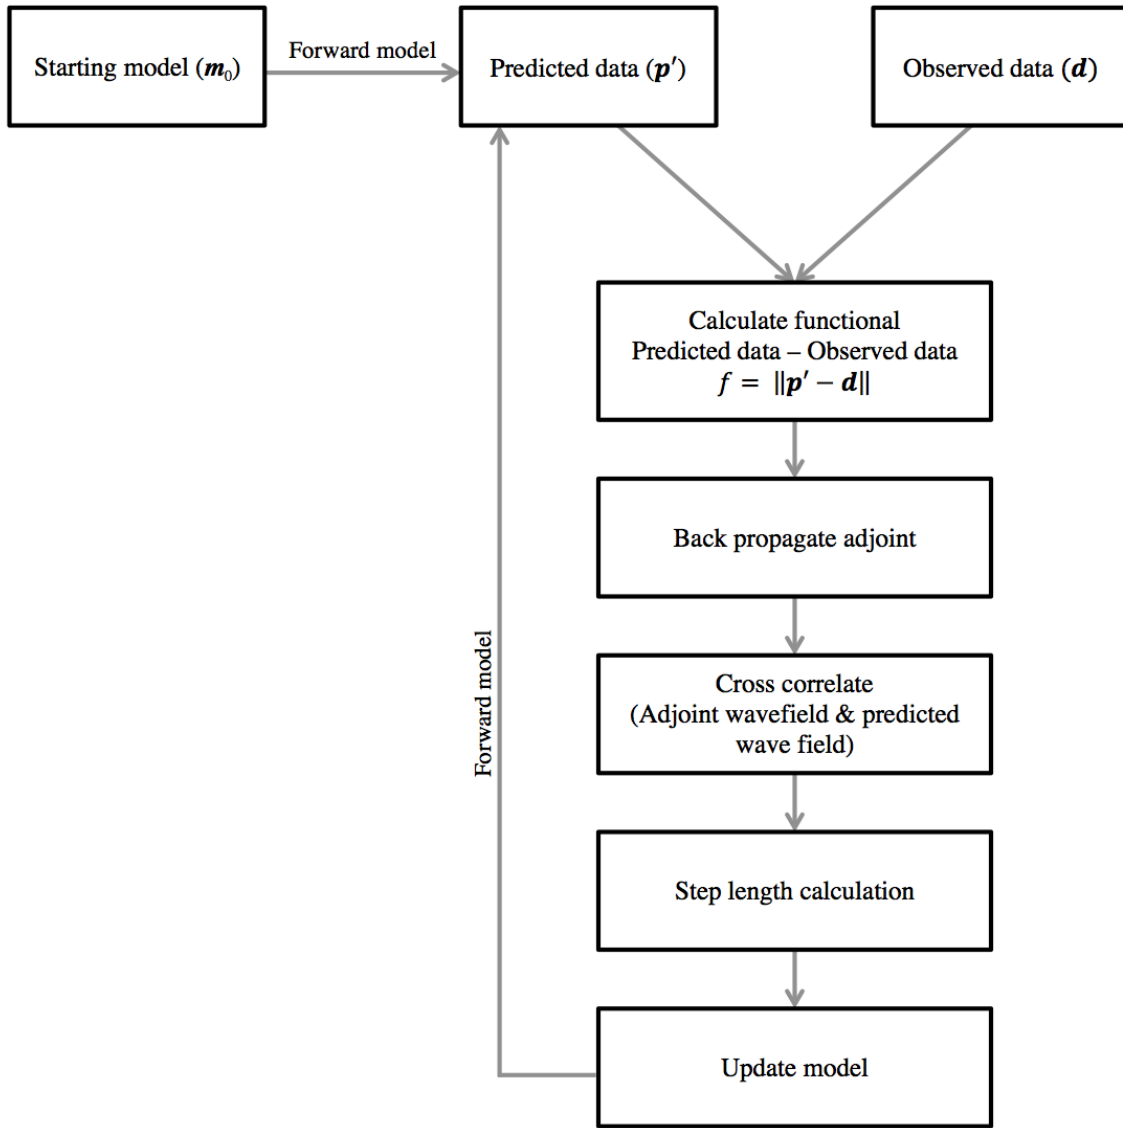 Starting model (𝒎₀)
Forward model
Predicted data (𝒑′)
Observed data (𝒅)
Calculate functional
Predicted data – Observed data
𝑓 = ‖𝒑′ − 𝒅‖
Back propagate adjoint
Cross correlate
(Adjoint wavefield & predicted
wave field)
Step length calculation
Update model
Forward model